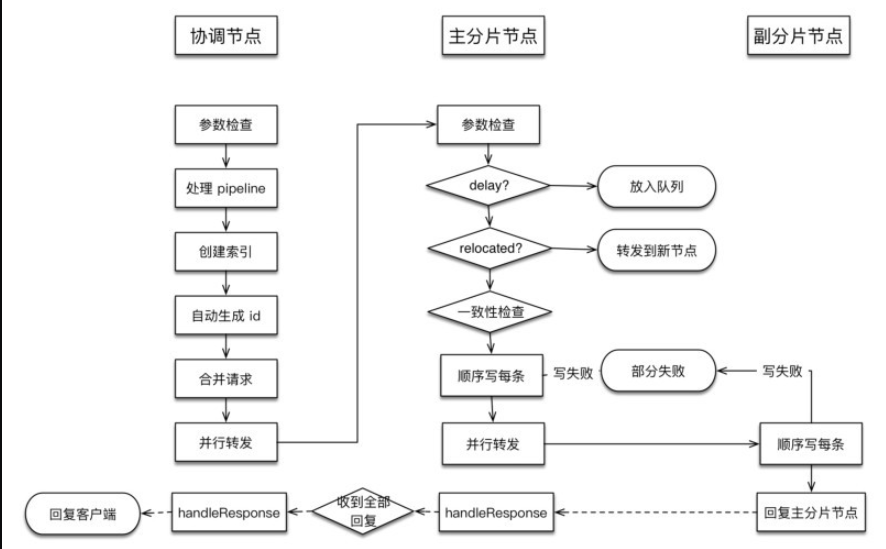 协调节点
主分片节点
副分片节点
参数检查
处理 pipeline
创建索引
自动生成 id
合并请求
并行转发
参数检查
delay?
放入队列
relocated?
转发到新节点
一致性检查
顺序写每条
写失败
部分失败
写失败
并行转发
顺序写每条
回复主分片节点
handleResponse
收到全部
回复
handleResponse
回复客户端